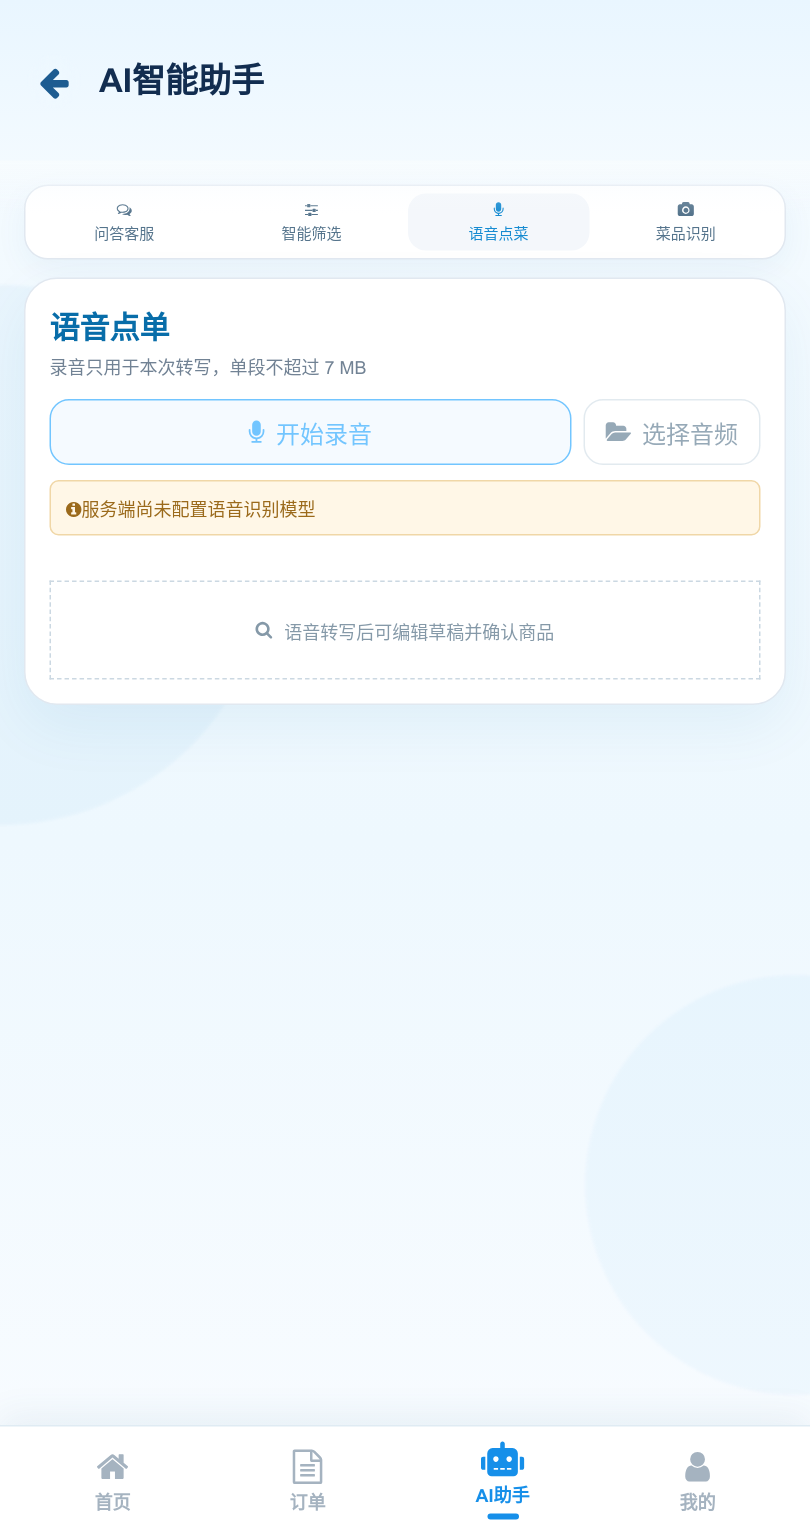 AI智能助手
问答客服
智能筛选
语音点菜
菜品识别
语音点单
录音只用于本次转写，单段不超过 7 MB
开始录音
选择音频
服务端尚未配置语音识别模型
语音转写后可编辑草稿并确认商品
首页
订单
AI助手
我的